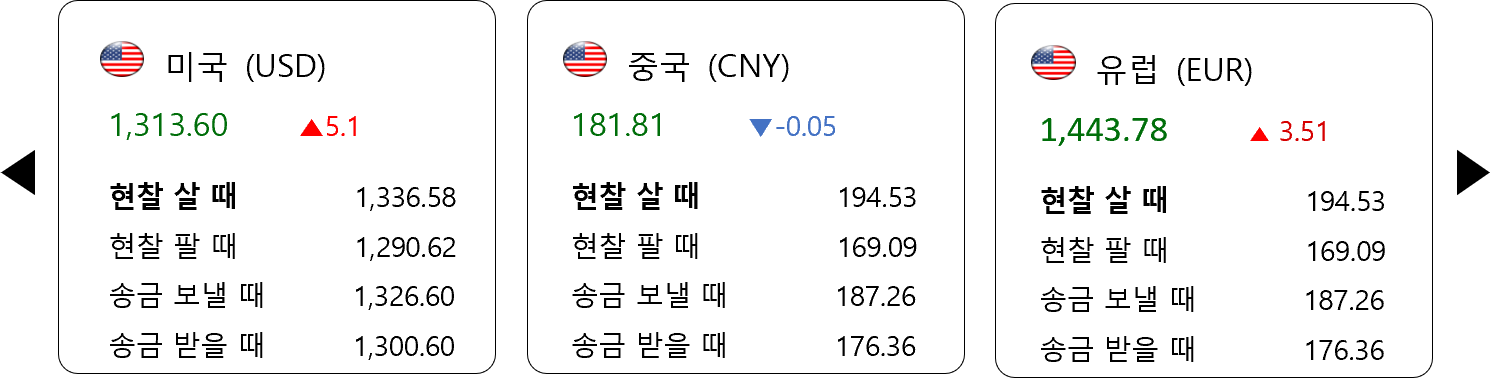 미국 (USD)
1,313.60 ▲5.1
현찰 살 때 1,336.58
현찰 팔 때 1,290.62
송금 보낼 때 1,326.60
송금 받을 때 1,300.60
중국 (CNY)
181.81 ▼-0.05
현찰 살 때 194.53
현찰 팔 때 169.09
송금 보낼 때 187.26
송금 받을 때 176.36
유럽 (EUR)
1,443.78 ▲ 3.51
현찰 살 때 194.53
현찰 팔 때 169.09
송금 보낼 때 187.26
송금 받을 때 176.36